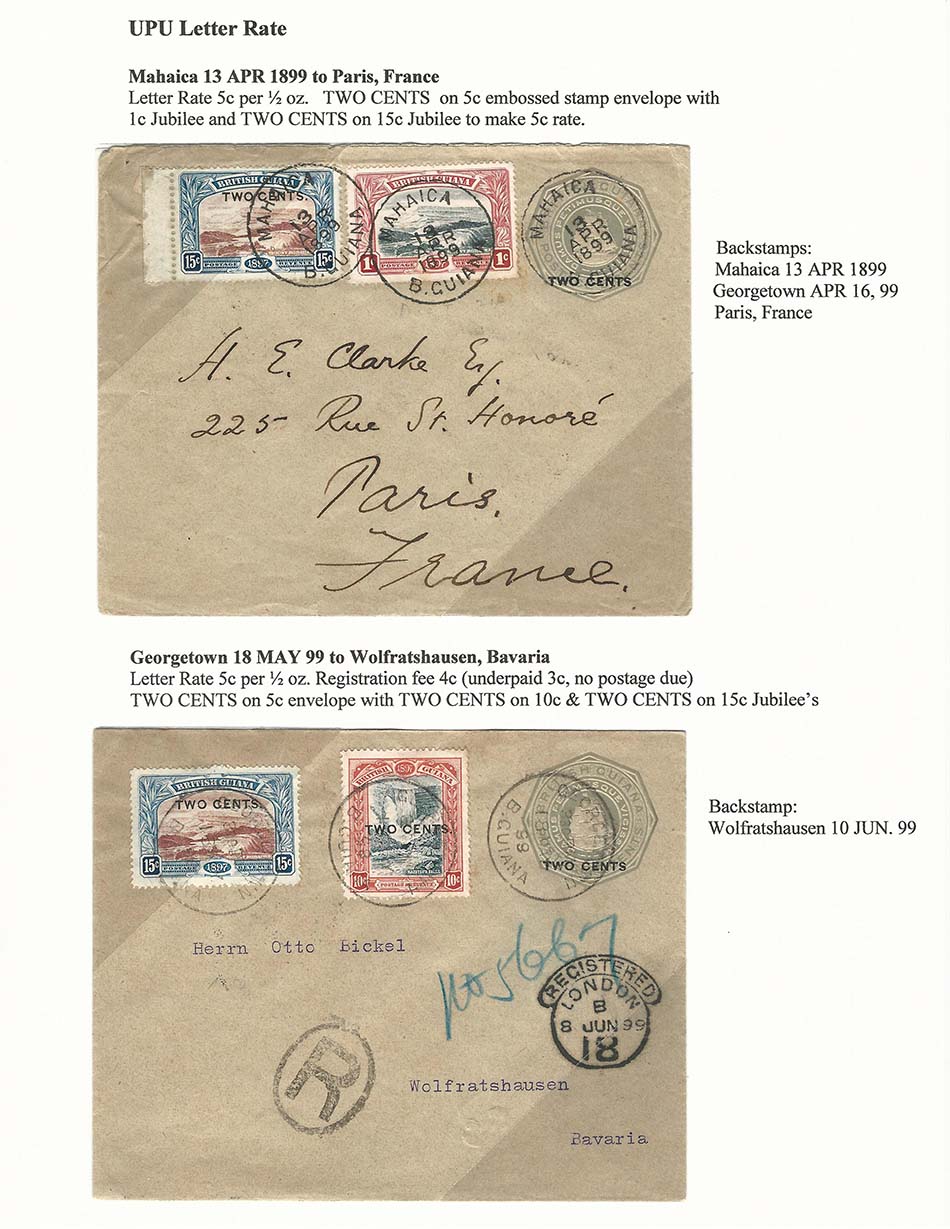 UPU Letter Rate
Mahaica 13 APR 1899 to Paris, France
Letter Rate 5c per ½ oz. TWO CENTS on 5c embossed stamp envelope with
1c Jubilee and TWO CENTS on 15c Jubilee to make 5c rate.
BRITISH GUIANA
TWO CENTS.
15c 15c
POSTAGE 1897 REVENUE
MAHAICA
13
APR
1899
B.GUIANA
BRITISH GUIANA
1c 1c
POSTAGE 1897 REVENUE
MAHAICA
13
APR
1899
B.GUIANA
MAHAICA
13
APR
1899
GUIANA
TWO CENTS
Backstamps:
Mahaica 13 APR 1899
Georgetown APR 16, 99
Paris, France
H. E. Clarke Esq.
225 Rue St. Honoré
Paris.
France.
Georgetown 18 MAY 99 to Wolfratshausen, Bavaria
Letter Rate 5c per ½ oz. Registration fee 4c (underpaid 3c, no postage due)
TWO CENTS on 5c envelope with TWO CENTS on 10c & TWO CENTS on 15c Jubilee's
BRITISH GUIANA
TWO CENTS.
15c 15c
POSTAGE 1897 REVENUE
BRITISH 1897 GUIANA
TWO CENTS.
10c 10c
B.GUIANA
TWO CENTS
Backstamp:
Wolfratshausen 10 JUN. 99
Herrn Otto Bickel
No 5667
REGISTERED
LONDON
B
8 JUN 99
18
R
Wolfratshausen
Bavaria